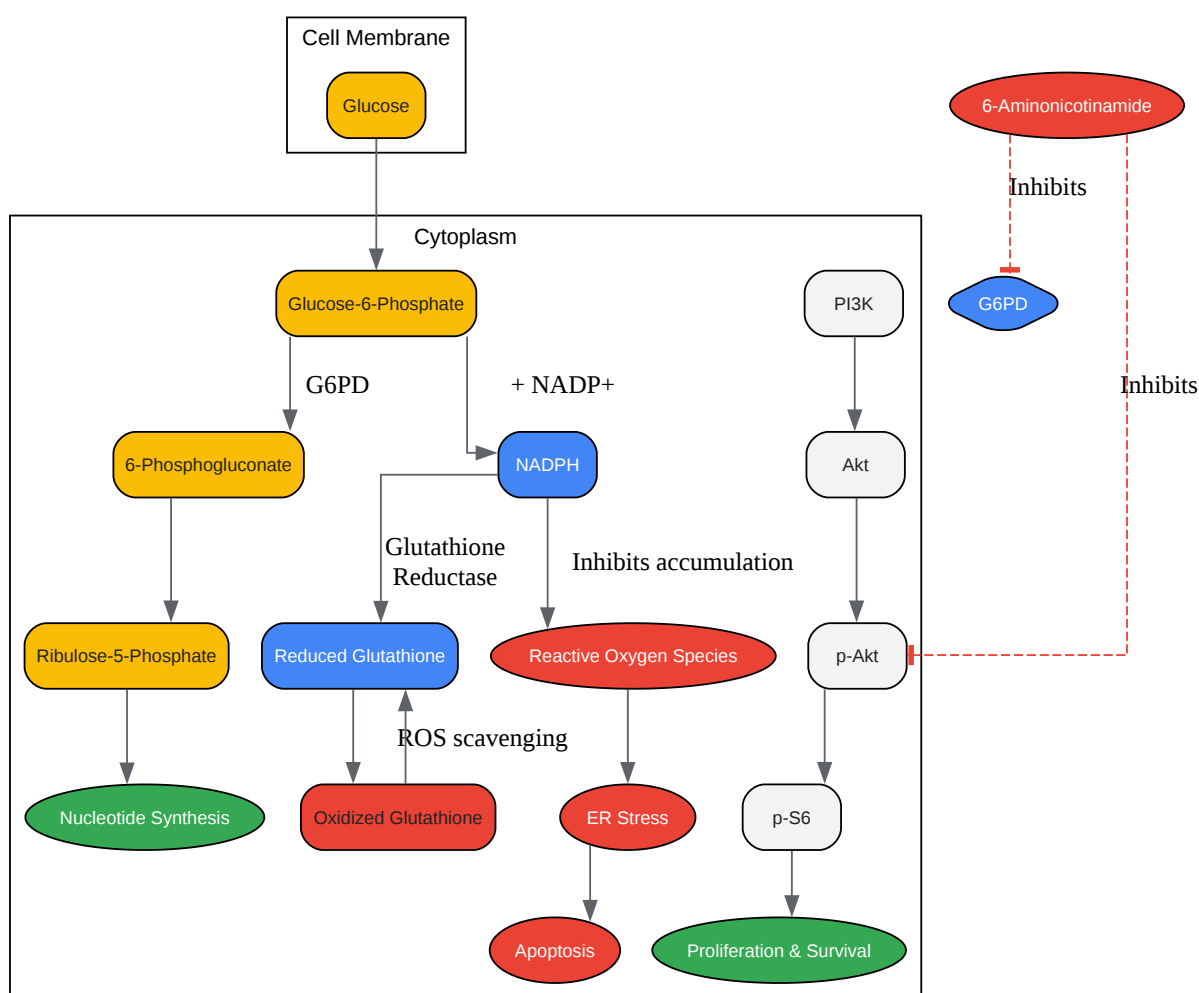 Cell Membrane
Glucose
6-Aminonicotinamide
Inhibits
Cytoplasm
Glucose-6-Phosphate
PI3K
G6PD
G6PD
+ NADP+
Inhibits
6-Phosphogluconate
NADPH
Akt
Glutathione
Reductase
Inhibits accumulation
Ribulose-5-Phosphate
Reduced Glutathione
Reactive Oxygen Species
p-Akt
ROS scavenging
Nucleotide Synthesis
Oxidized Glutathione
ER Stress
p-S6
Apoptosis
Proliferation & Survival